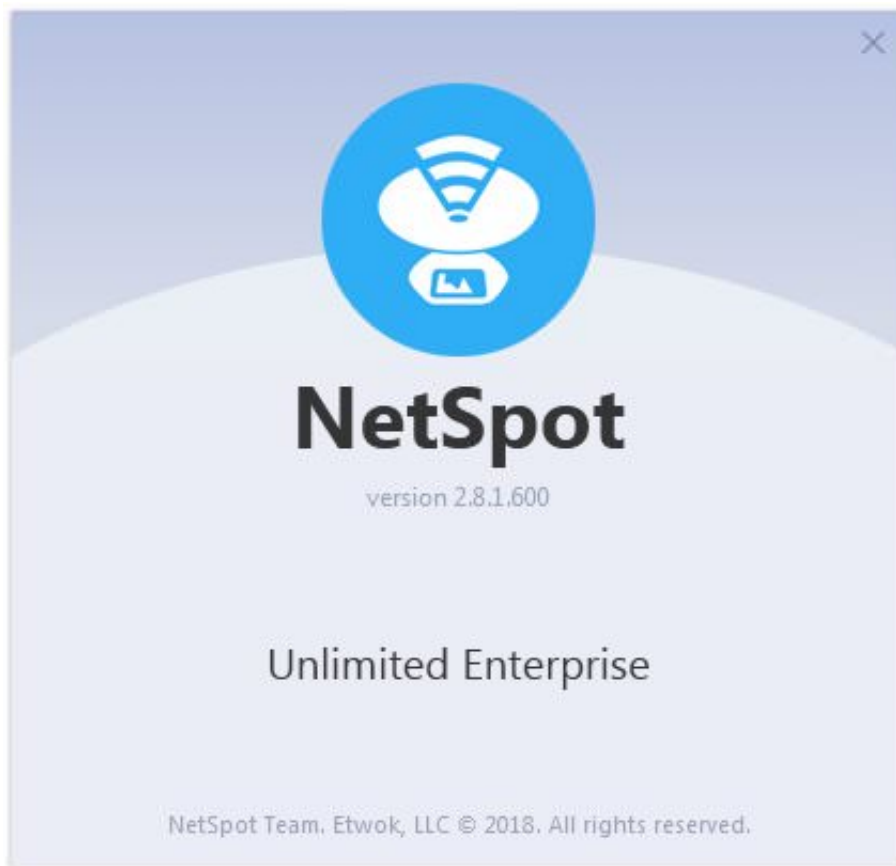 NetSpot
version 2.8.1.600
Unlimited Enterprise
NetSpot Team. Etwok, LLC © 2018. All rights reserved.